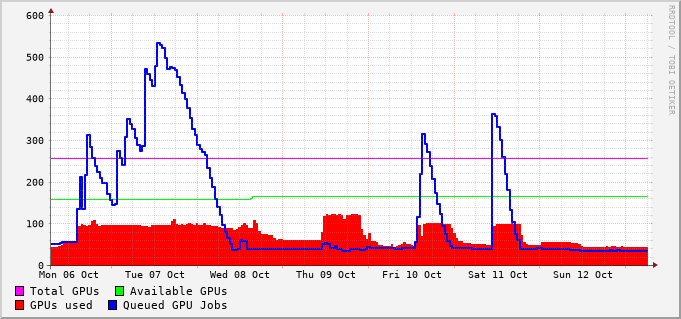 600
500
400
300
200
100
0
Mon 06 Oct Tue 07 Oct Wed 08 Oct Thu 09 Oct Fri 10 Oct Sat 11 Oct Sun 12 Oct
Total GPUs Available GPUs
GPUs used Queued GPU Jobs
RRDTOOL / TOBI OETIKER